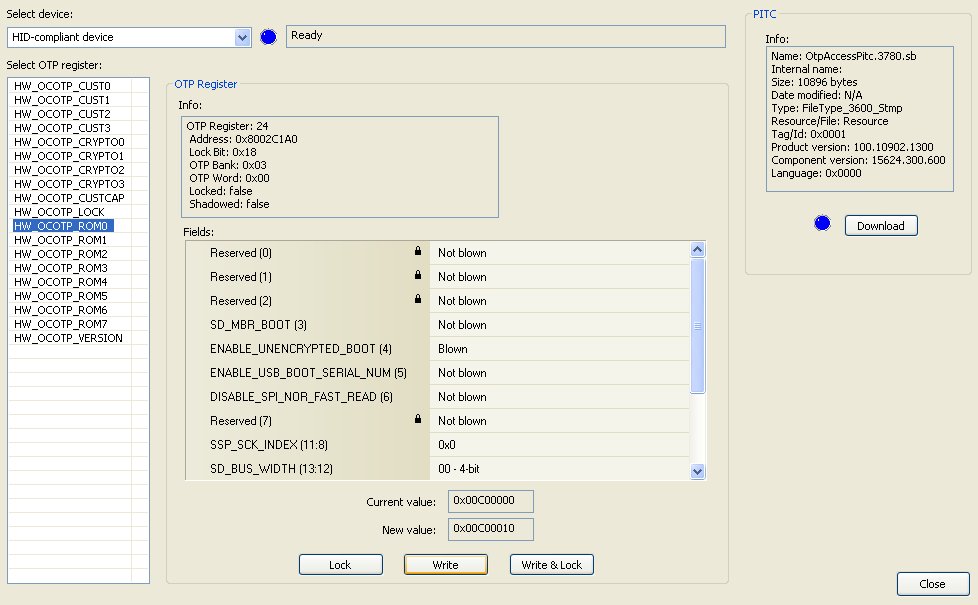 Select device:
HID-compliant device
Ready
Select OTP register:
HW_OCOTP_CUST0
HW_OCOTP_CUST1
HW_OCOTP_CUST2
HW_OCOTP_CUST3
HW_OCOTP_CRYPTO0
HW_OCOTP_CRYPTO1
HW_OCOTP_CRYPTO2
HW_OCOTP_CRYPTO3
HW_OCOTP_CUSTCAP
HW_OCOTP_LOCK
HW_OCOTP_ROM0
HW_OCOTP_ROM1
HW_OCOTP_ROM2
HW_OCOTP_ROM3
HW_OCOTP_ROM4
HW_OCOTP_ROM5
HW_OCOTP_ROM6
HW_OCOTP_ROM7
HW_OCOTP_VERSION
OTP Register
Info:
OTP Register: 24
Address: 0x8002C1A0
Lock Bit: 0x18
OTP Bank: 0x03
OTP Word: 0x00
Locked: false
Shadowed: false
Fields:
Reserved (0) Not blown
Reserved (1) Not blown
Reserved (2) Not blown
SD_MBR_BOOT (3) Not blown
ENABLE_UNENCRYPTED_BOOT (4) Blown
ENABLE_USB_BOOT_SERIAL_NUM (5) Not blown
DISABLE_SPI_NOR_FAST_READ (6) Not blown
Reserved (7) Not blown
SSP_SCK_INDEX (11:8) 0x0
SD_BUS_WIDTH (13:12) 00 - 4-bit
Current value: 0x00C00000
New value: 0x00C00010
Lock Write Write & Lock
PITC
Info:
Name: OtpAccessPitc.3780.sb
Internal name:
Size: 10896 bytes
Date modified: N/A
Type: FileType_3600_Stmp
Resource/File: Resource
Tag/Id: 0x0001
Product version: 100.10902.1300
Component version: 15624.300.600
Language: 0x0000
Download
Close